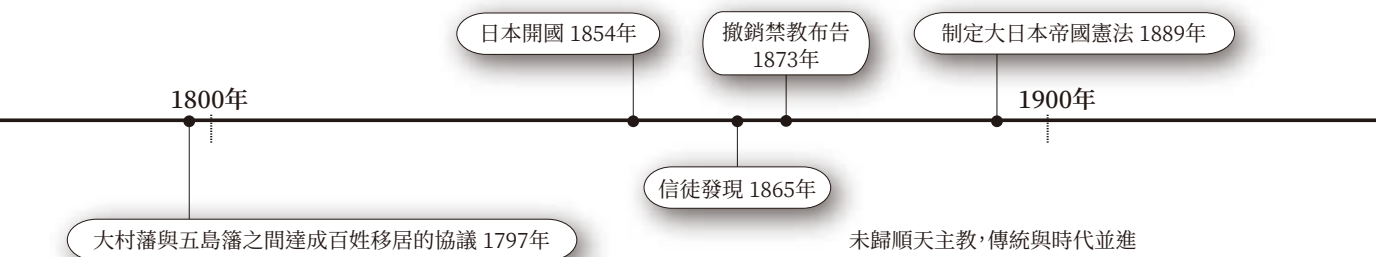 日本開國 1854年
撤銷禁教布告
1873年
制定大日本帝國憲法 1889年
1800年
1900年
信徒發現 1865年
大村藩與五島籓之間達成百姓移居的協議 1797年
未歸順天主教，傳統與時代並進